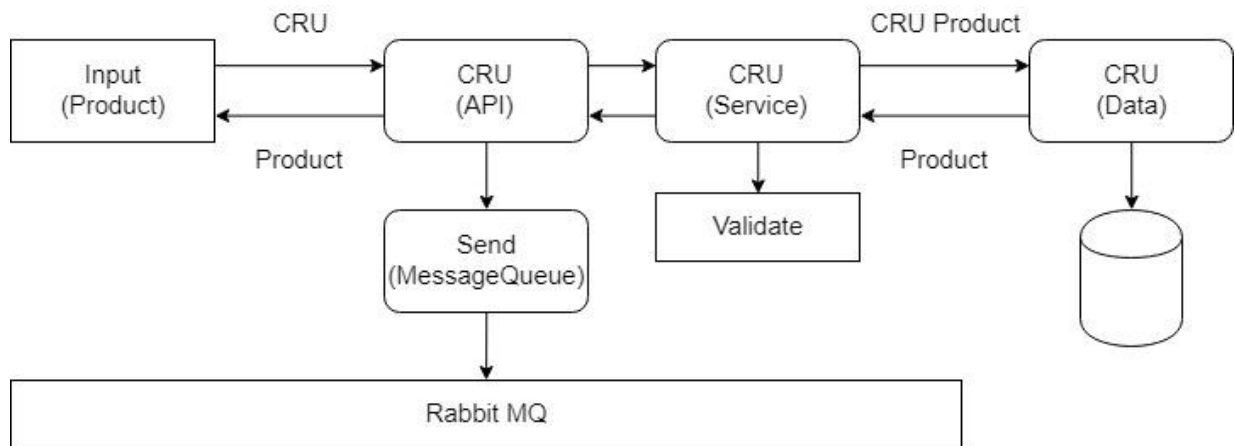 CRU
CRU Product
Input
(Product)
CRU
(API)
CRU
(Service)
CRU
(Data)
Product
Product
Send
(MessageQueue)
Validate
Rabbit MQ